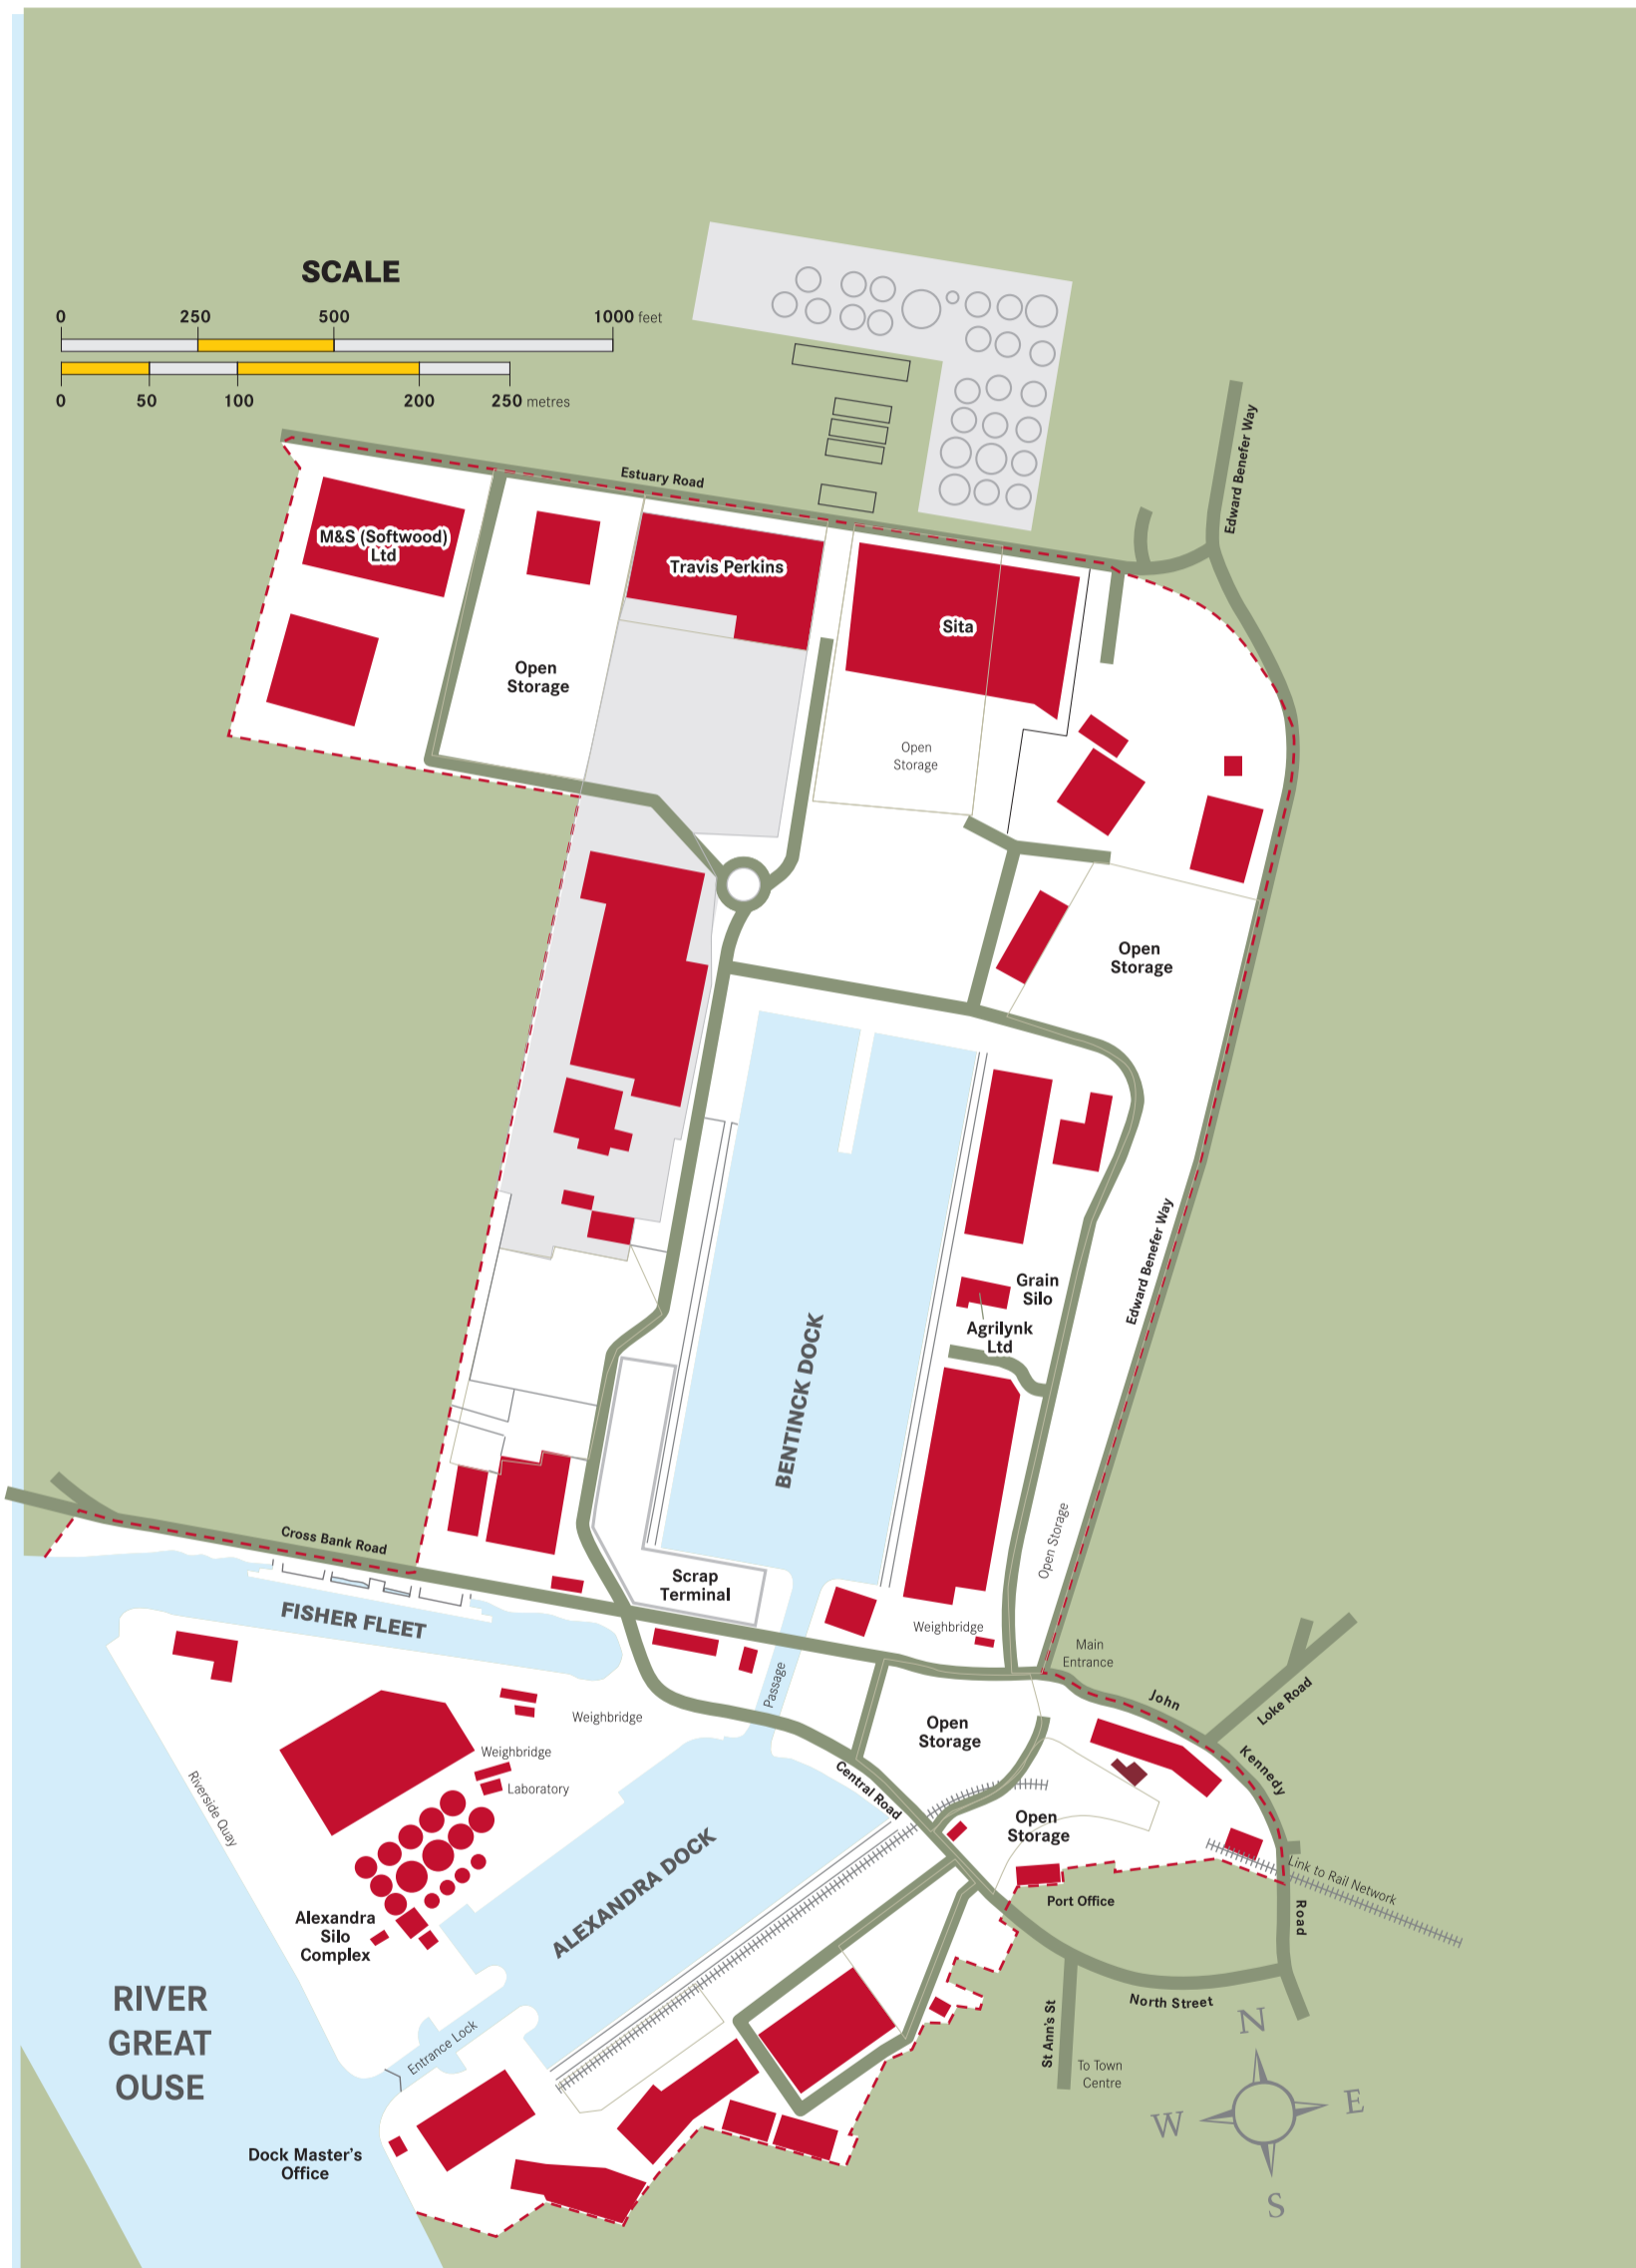 SCALE
0 250 500 1000 feet
0 50 100 200 250 metres
Estuary Road
Edward Benefer Way
M&S (Softwood)
Ltd
Travis Perkins
Sita
Open
Storage
Open
Storage
Open
Storage
BENTINCK DOCK
Grain
Silo
Agrilynk
Ltd
Edward Benefer Way
Open Storage
Cross Bank Road
Scrap
Terminal
FISHER FLEET
Weighbridge
Main
Entrance
Passage
John
Kennedy
Road
Loke Road
Weighbridge
Open
Storage
Weighbridge
Laboratory
Riverside Quay
Central Road
Open
Storage
ALEXANDRA DOCK
Link to Rail Network
Port Office
Alexandra
Silo
Complex
RIVER
GREAT
OUSE
Entrance Lock
North Street
St Ann's St
To Town
Centre
Dock Master's
Office
N
W E
S